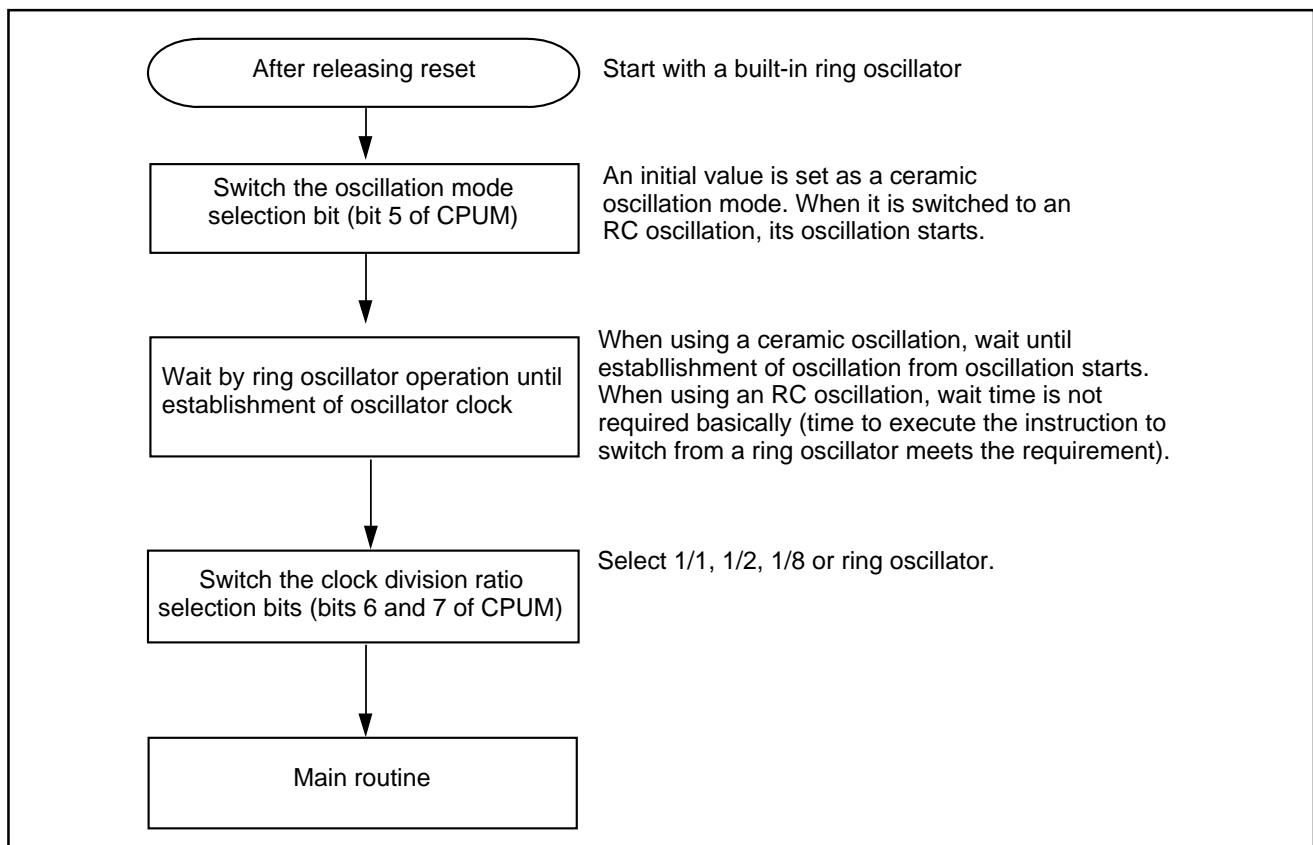 After releasing reset
Start with a built-in ring oscillator
Switch the oscillation mode
selection bit (bit 5 of CPUM)
An initial value is set as a ceramic
oscillation mode. When it is switched to an
RC oscillation, its oscillation starts.
Wait by ring oscillator operation until
establishment of oscillator clock
When using a ceramic oscillation, wait until
establlishment of oscillation from oscillation starts.
When using an RC oscillation, wait time is not
required basically (time to execute the instruction to
switch from a ring oscillator meets the requirement).
Switch the clock division ratio
selection bits (bits 6 and 7 of CPUM)
Select 1/1, 1/2, 1/8 or ring oscillator.
Main routine